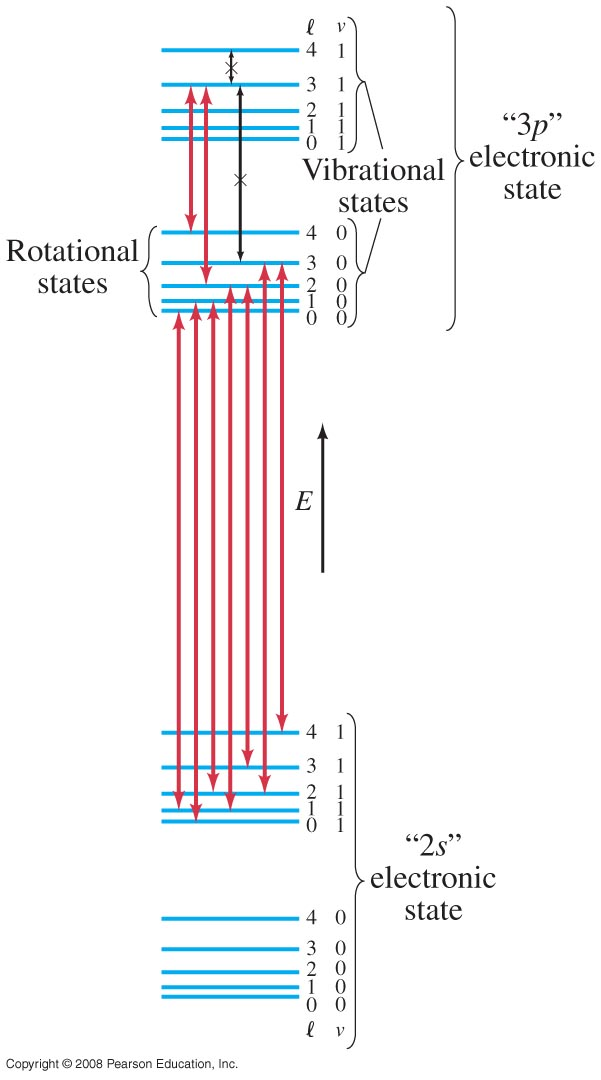 ℓ v
4 1
3 1
2 1
1 1
0 1
“3p”
electronic
state
Vibrational
states
Rotational
states
4 0
3 0
2 0
1 0
0 0
E
4 1
3 1
2 1
1 1
0 1
“2s”
electronic
state
4 0
3 0
2 0
1 0
0 0
ℓ v
Copyright © 2008 Pearson Education, Inc.